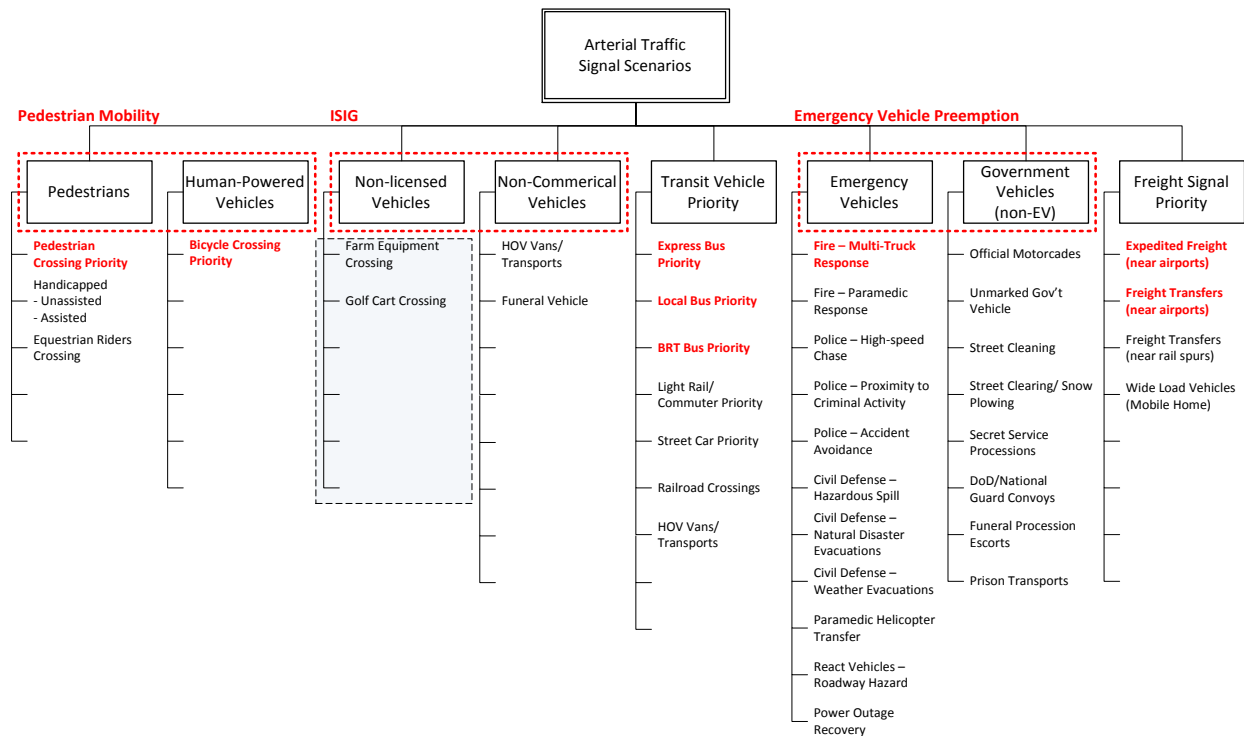 Arterial Traffic
Signal Scenarios
Pedestrian Mobility
ISIG
Emergency Vehicle Preemption
Pedestrians
Human-Powered
Vehicles
Non-licensed
Vehicles
Non-Commerical
Vehicles
Transit Vehicle
Priority
Emergency
Vehicles
Government
Vehicles
(non-EV)
Freight Signal
Priority
Pedestrian
Crossing Priority
Handicapped
- Unassisted
- Assisted
Equestrian Riders
Crossing
Bicycle Crossing
Priority
Farm Equipment
Crossing
Golf Cart Crossing
HOV Vans/
Transports
Funeral Vehicle
Express Bus
Priority
Local Bus Priority
BRT Bus Priority
Light Rail/
Commuter Priority
Street Car Priority
Railroad Crossings
HOV Vans/
Transports
Fire – Multi-Truck
Response
Fire – Paramedic
Response
Police – High-speed
Chase
Police – Proximity to
Criminal Activity
Police – Accident
Avoidance
Civil Defense –
Hazardous Spill
Civil Defense –
Natural Disaster
Evacuations
Civil Defense –
Weather Evacuations
Paramedic Helicopter
Transfer
React Vehicles –
Roadway Hazard
Power Outage
Recovery
Official Motorcades
Unmarked Gov't
Vehicle
Street Cleaning
Street Clearing/ Snow
Plowing
Secret Service
Processions
DoD/National
Guard Convoys
Funeral Procession
Escorts
Prison Transports
Expedited Freight
(near airports)
Freight Transfers
(near airports)
Freight Transfers
(near rail spurs)
Wide Load Vehicles
(Mobile Home)